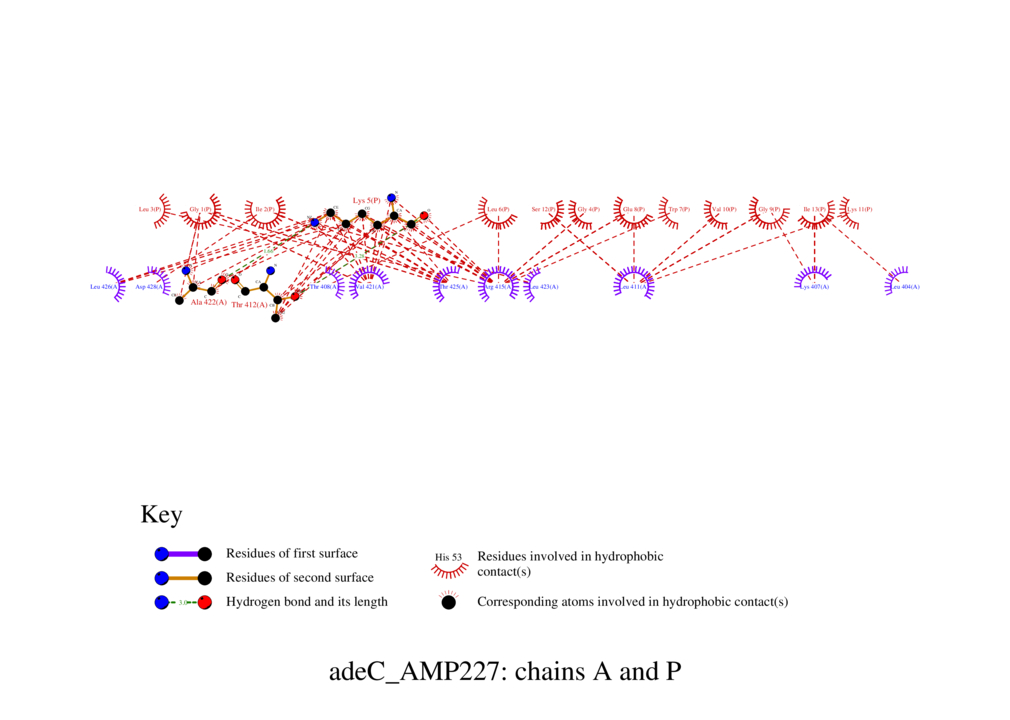 Lys 5(P)
Leu 3(P) Gly 1(P) Ile 2(P) Leu 6(P) Ser 12(P) Gly 4(P) Glu 8(P) Trp 7(P) Val 10(P) Gly 9(P) Ile 13(P) Lys 11(P)
Leu 426(A) Asp 428(A) Thr 408(A) Val 421(A) Thr 425(A) Arg 415(A) Leu 423(A) Leu 411(A) Lys 407(A) Leu 404(A)
Ala 422(A) Thr 412(A)
Key
Residues of first surface
Residues of second surface
3.0
Hydrogen bond and its length
His 53
Residues involved in hydrophobic
contact(s)
Corresponding atoms involved in hydrophobic contact(s)
adeC_AMP227: chains A and P